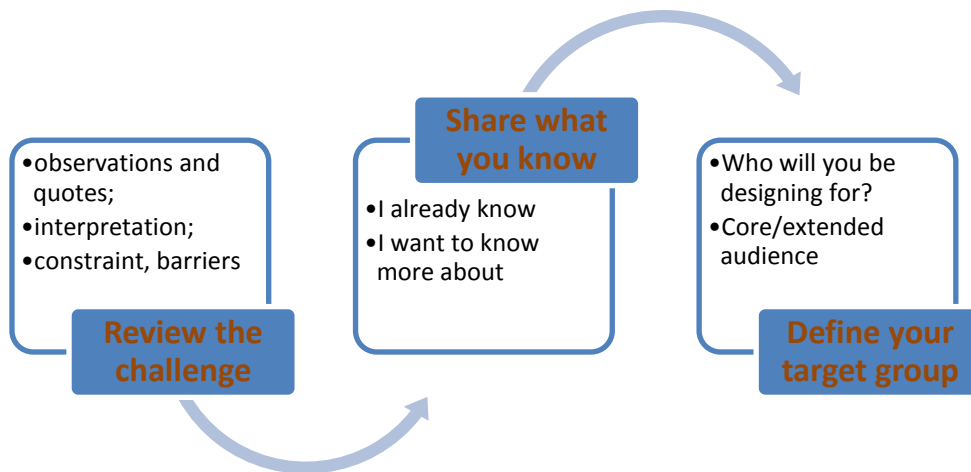 •observations and
quotes;
•interpretation;
•constraint, barriers
Review the
challenge
Share what
you know
•I already know
•I want to know
more about
•Who will you be
designing for?
•Core/extended
audience
Define your
target group